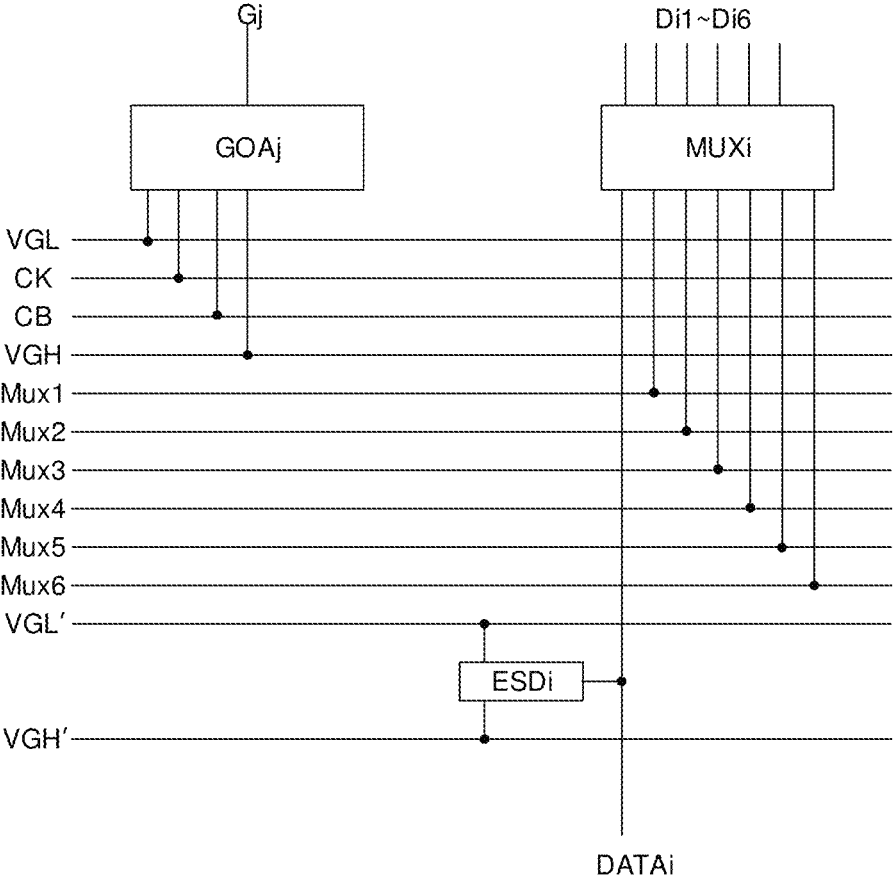 Gj
Di1~Di6
GOAj
MUXi
VGL
CK
CB
VGH
Mux1
Mux2
Mux3
Mux4
Mux5
Mux6
VGL′
ESDi
VGH′
DATAi